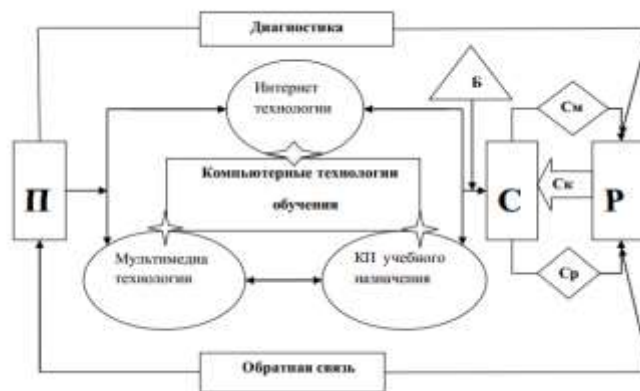 Диагностика
Интернет
технологии
Б
См
П
Компьютерные технологии
обучения
С
Ск
Р
Мультимедиа
технологии
КП учебного
назначения
Ср
Обратная связь